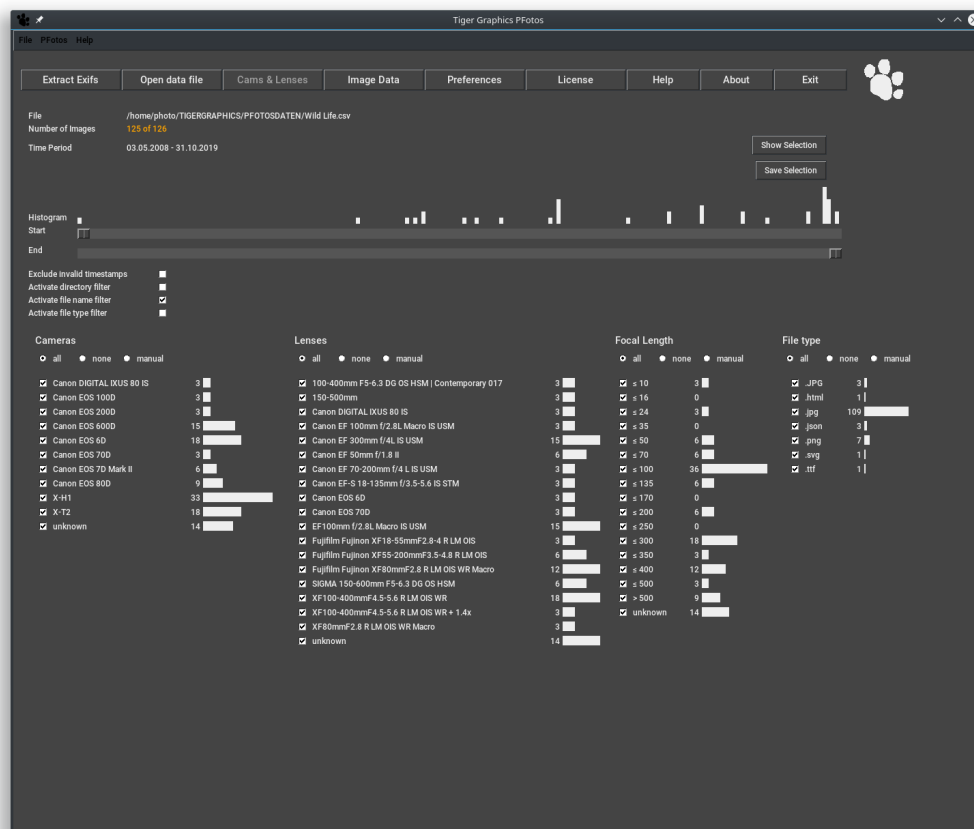 Tiger Graphics PFotos
File PFotos Help
Extract Exifs Open data file Cams & Lenses Image Data Preferences License Help About Exit
File /home/photo/TIGERGRAPHICS/PFOTOSDATEN/Wild Life.csv
Number of Images 125 of 126
Time Period 03.05.2008 - 31.10.2019
Show Selection
Save Selection
Histogram
Start
End
Exclude invalid timestamps
Activate directory filter
Activate file name filter
Activate file type filter
Cameras
all none manual
Canon DIGITAL IXUS 80 IS 3
Canon EOS 100D 3
Canon EOS 200D 3
Canon EOS 600D 15
Canon EOS 6D 18
Canon EOS 70D 3
Canon EOS 7D Mark II 6
Canon EOS 80D 9
X-H1 33
X-T2 18
unknown 14
Lenses
all none manual
100-400mm F5-6.3 DG OS HSM | Contemporary 017 3
150-500mm 3
Canon DIGITAL IXUS 80 IS 3
Canon EF 100mm f/2.8L Macro IS USM 3
Canon EF 300mm f/4L IS USM 15
Canon EF 50mm f/1.8 II 6
Canon EF 70-200mm f/4 L IS USM 3
Canon EF-S 18-135mm f/3.5-5.6 IS STM 3
Canon EOS 6D 3
Canon EOS 70D 3
EF100mm f/2.8L Macro IS USM 15
Fujifilm Fujinon XF18-55mmF2.8-4 R LM OIS 3
Fujifilm Fujinon XF55-200mmF3.5-4.8 R LM OIS 6
Fujifilm Fujinon XF80mmF2.8 R LM OIS WR Macro 12
SIGMA 150-600mm F5-6.3 DG OS HSM 6
XF100-400mmF4.5-5.6 R LM OIS WR 18
XF100-400mmF4.5-5.6 R LM OIS WR + 1.4x 3
XF80mmF2.8 R LM OIS WR Macro 3
unknown 14
Focal Length
all none manual
≤ 10 3
≤ 16 0
≤ 24 3
≤ 35 0
≤ 50 6
≤ 70 6
≤ 100 36
≤ 135 6
≤ 170 0
≤ 200 6
≤ 250 0
≤ 300 18
≤ 350 3
≤ 400 12
≤ 500 3
> 500 9
unknown 14
File type
all none manual
.JPG 3
.html 1
.jpg 109
.json 3
.png 7
.svg 1
.ttf 1